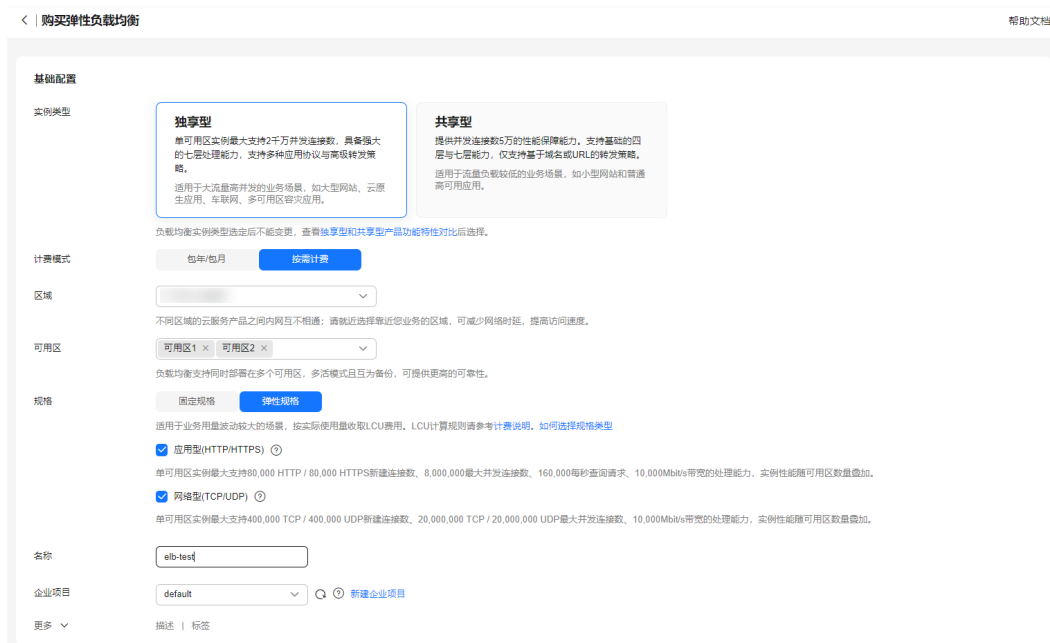 购买弹性负载均衡
帮助文档
基础配置
实例类型
独享型
单可用区实例最大支持2千万并发连接数，具备强大
的七层处理能力，支持多种应用协议与高级转发策
略。
适用于大流量高并发的业务场景，如大型网站、云原
生应用、车联网、多可用区容灾应用。
共享型
提供并发连接数5万的性能保障能力。支持基础的四
层与七层能力，仅支持基于域名或URL的转发策略。
适用于流量负载较低的业务场景，如小型网站和普通
高可用应用。
负载均衡实例类型选定后不能变更，查看独享型和共享型产品功能特性对比后选择。
计费模式
包年/包月
按需计费
区域
不同区域的云服务产品之间内网互不相通；请就近选择靠近您业务的区域，可减少网络时延，提高访问速度。
可用区
可用区1 ×
可用区2 ×
负载均衡支持同时部署在多个可用区，多活模式且互为备份，可提供更高的可靠性。
规格
固定规格
弹性规格
适用于业务用量波动较大的场景，按实际使用量收取LCU费用。LCU计算规则请参考计费说明。如何选择规格类型
应用型(HTTP/HTTPS)
单可用区实例最大支持80,000 HTTP / 80,000 HTTPS新建连接数、8,000,000最大并发连接数、160,000每秒查询请求、10,000Mbit/s带宽的处理能力，实例性能随可用区数量叠加。
网络型(TCP/UDP)
单可用区实例最大支持400,000 TCP / 400,000 UDP新建连接数、20,000,000 TCP / 20,000,000 UDP最大并发连接数、10,000Mbit/s带宽的处理能力，实例性能随可用区数量叠加。
名称
elb-test
企业项目
default
新建企业项目
更多
描述 | 标签